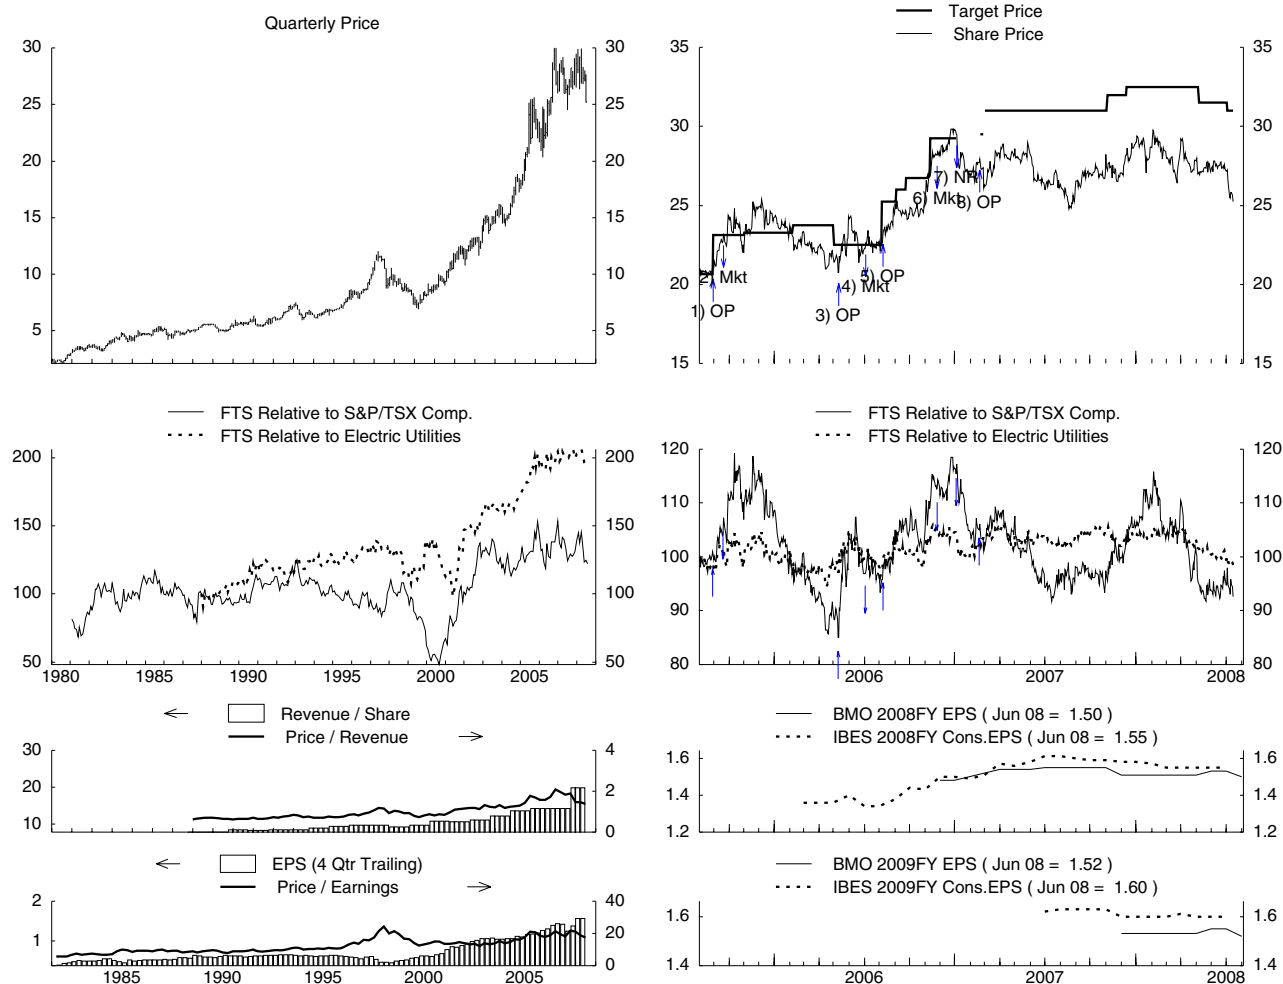 Quarterly Price
30 30
25 25
20 20
15 15
10 10
5 5
Target Price
Share Price
35 35
30 30
25 25
20 20
15 15
1) OP
2) Mkt
3) OP
4) Mkt
5) OP
6) Mkt
7) NR
8) OP
FTS Relative to S&P/TSX Comp.
FTS Relative to Electric Utilities
200 200
150 150
100 100
50 50
1980 1985 1990 1995 2000 2005
FTS Relative to S&P/TSX Comp.
FTS Relative to Electric Utilities
120 120
110 110
100 100
90 90
80 80
2006 2007 2008
Revenue / Share
Price / Revenue
30 4
20 2
10 0
BMO 2008FY EPS ( Jun 08 = 1.50 )
IBES 2008FY Cons.EPS ( Jun 08 = 1.55 )
1.6 1.6
1.4 1.4
1.2 1.2
EPS (4 Qtr Trailing)
Price / Earnings
2 40
1 20
0
1985 1990 1995 2000 2005
BMO 2009FY EPS ( Jun 08 = 1.52 )
IBES 2009FY Cons.EPS ( Jun 08 = 1.60 )
1.6 1.6
1.4 1.4
2006 2007 2008